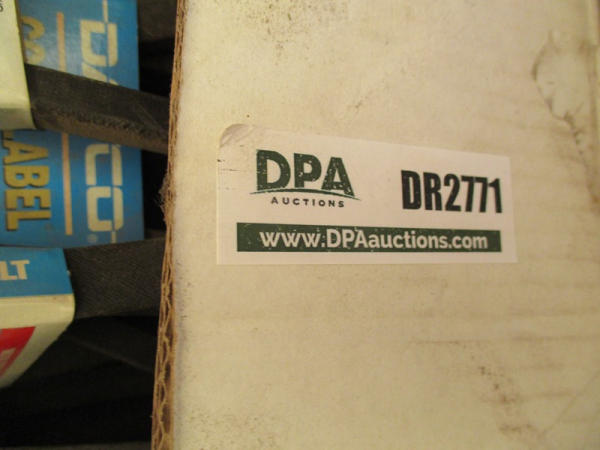 DPA
AUCTIONS
DR2771
www.DPAauctions.com
LABEL
LT